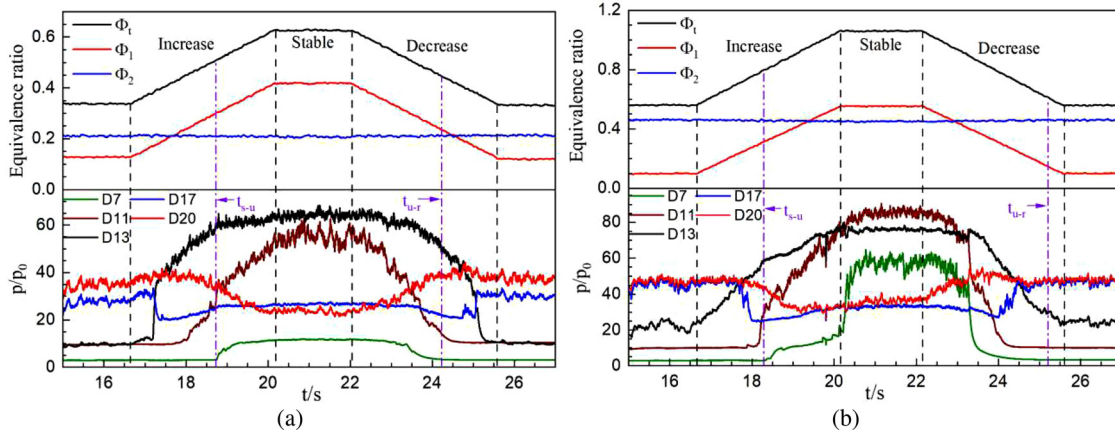 Φt
Φ1
Φ2
Increase
Stable
Decrease
0.6
0.4
0.2
0.0
Equivalence ratio
D7 D17
D11 D20
D13
ts-u
tu-r
60
40
20
0
p/p0
16 18 20 22 24 26
t/s
(a)
Φt
Φ1
Φ2
Increase
Stable
Decrease
1.2
0.8
0.4
0.0
Equivalence ratio
D7 D17
D11 D20
D13
ts-u
tu-r
80
60
40
20
0
p/p0
16 18 20 22 24 26
t/s
(b)